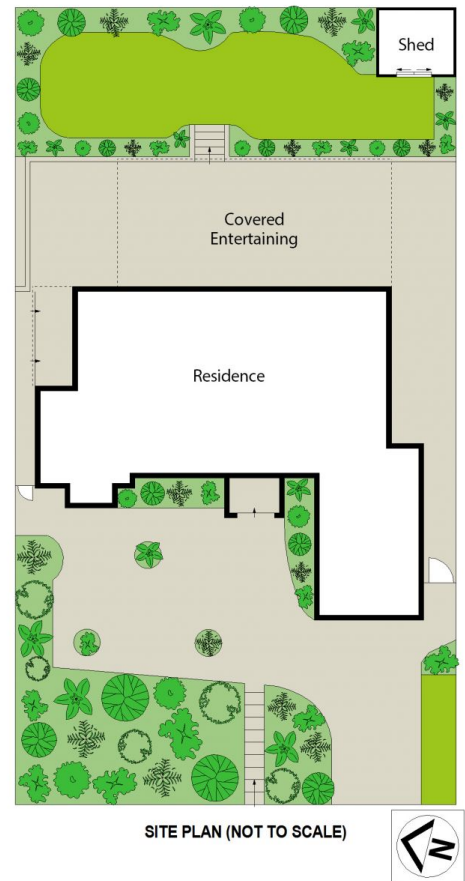 Shed
Covered
Entertaining
Residence
SITE PLAN (NOT TO SCALE)
N